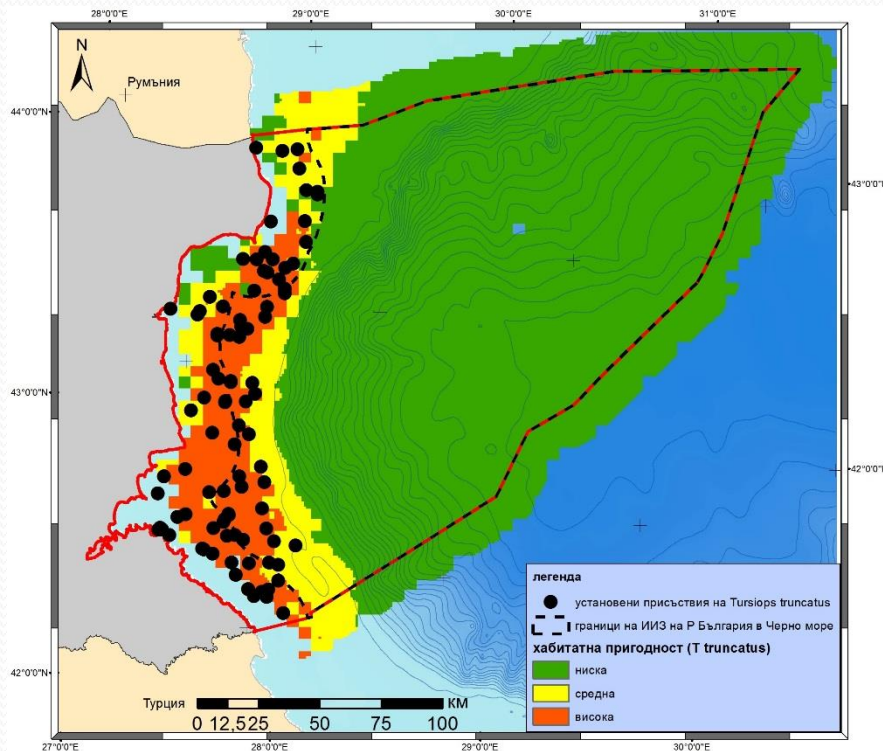 28°0'0"E 29°0'0"E 30°0'0"E 31°0'0"E
N
Румъния
44°0'0"N
43°0'0"N
43°0'0"N
42°0'0"N
42°0'0"N
легенда
установени присъствия на Tursiops truncatus
граници на ИИЗ на Р България в Черно море
хабитатна пригодност (T truncatus)
ниска
средна
висока
Турция
КМ
0 12,5 25 50 75 100
27°0'0"E 28°0'0"E 29°0'0"E 30°0'0"E